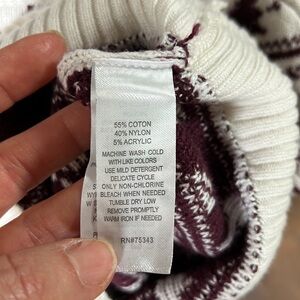 55% COTON
40% NYLON
5% ACRYLIC
MACHINE WASH COLD
WITH LIKE COLORS
USE MILD DETERGENT
DELICATE CYCLE
ONLY NON-CHLORINE
BLEACH WHEN NEEDED
TUMBLE DRY LOW
REMOVE PROMPTLY
WARM IRON IF NEEDED
RN#75343